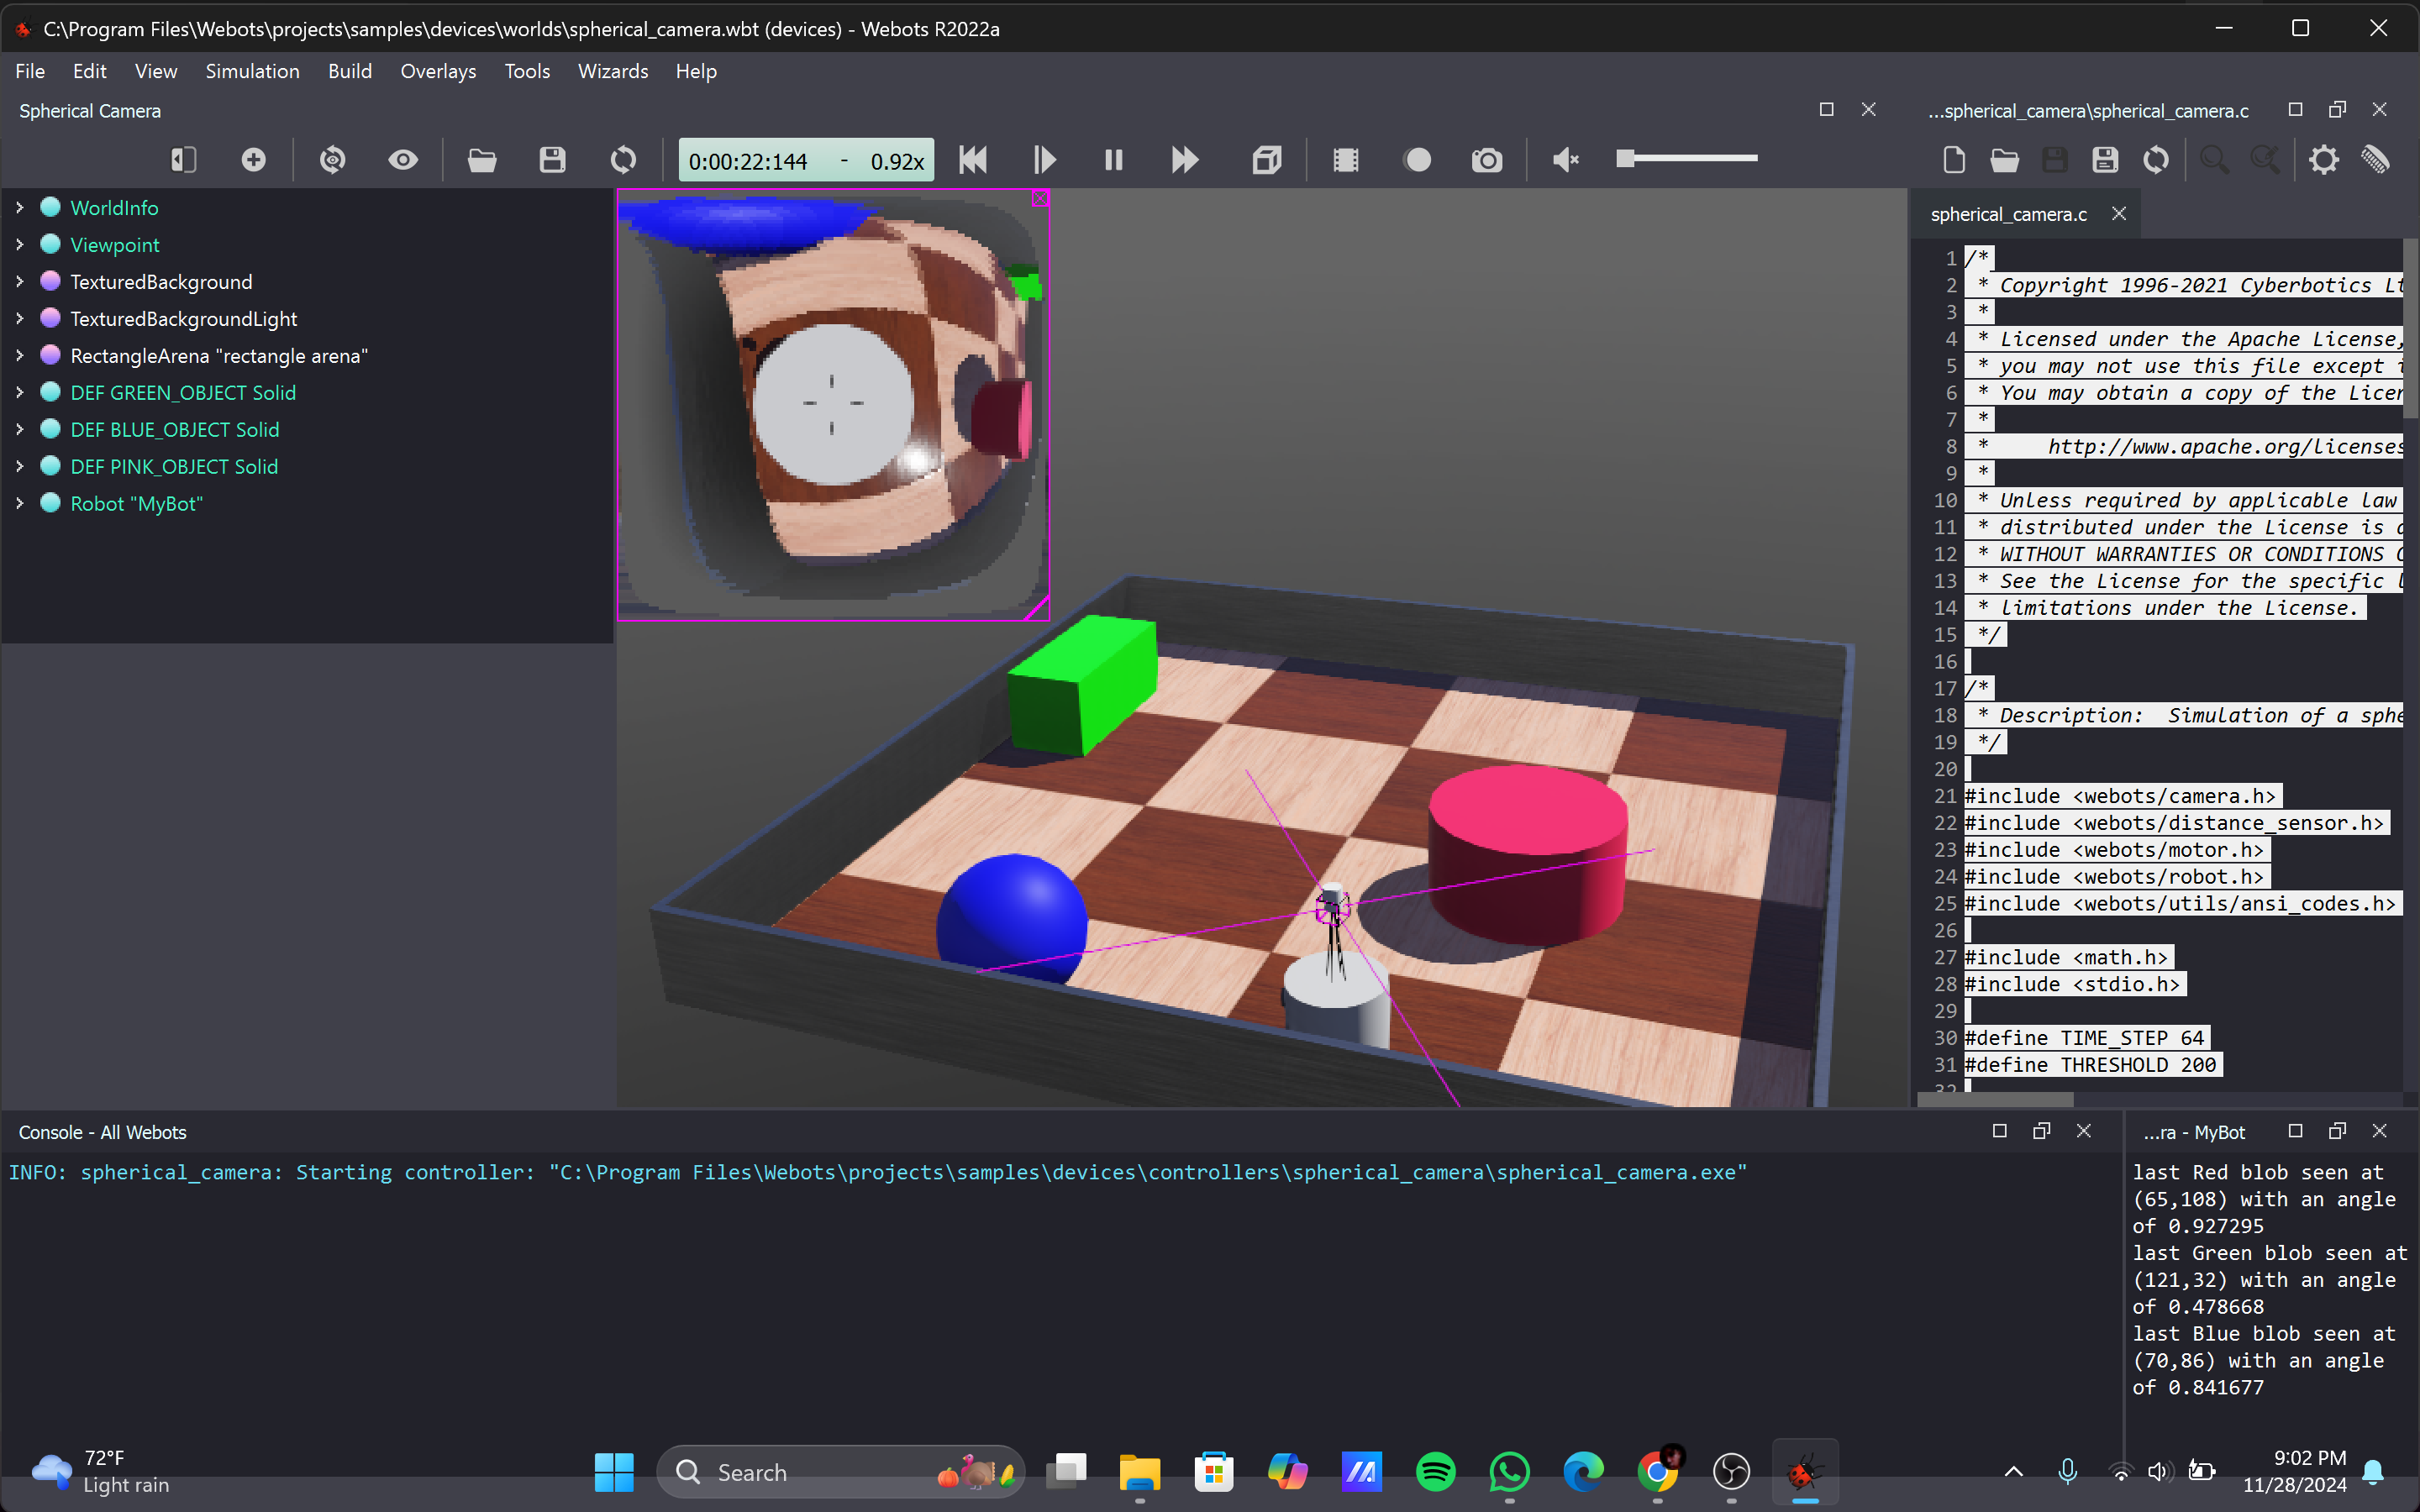 C:\Program Files\Webots\projects\samples\devices\worlds\spherical_camera.wbt (devices) - Webots R2022a
File Edit View Simulation Build Overlays Tools Wizards Help
Spherical Camera
...spherical_camera\spherical_camera.c
0:00:22:144 - 0.92x
WorldInfo
Viewpoint
TexturedBackground
TexturedBackgroundLight
RectangleArena "rectangle arena"
DEF GREEN_OBJECT Solid
DEF BLUE_OBJECT Solid
DEF PINK_OBJECT Solid
Robot "MyBot"
spherical_camera.c
1 /*
2 * Copyright 1996-2021 Cyberbotics Lt
3 *
4 * Licensed under the Apache License,
5 * you may not use this file except i
6 * You may obtain a copy of the Licen
7 *
8 * http://www.apache.org/licenses
9 *
10 * Unless required by applicable law
11 * distributed under the License is
12 * WITHOUT WARRANTIES OR CONDITIONS
13 * See the License for the specific l
14 * limitations under the License.
15 */
16
17 /*
18 * Description: Simulation of a sphe
19 */
20
21 #include <webots/camera.h>
22 #include <webots/distance_sensor.h>
23 #include <webots/motor.h>
24 #include <webots/robot.h>
25 #include <webots/utils/ansi_codes.h>
26
27 #include <math.h>
28 #include <stdio.h>
29
30 #define TIME_STEP 64
31 #define THRESHOLD 200
32
Console - All Webots
INFO: spherical_camera: Starting controller: "C:\Program Files\Webots\projects\samples\devices\controllers\spherical_camera\spherical_camera.exe"
...ra - MyBot
last Red blob seen at
(65,108) with an angle
of 0.927295
last Green blob seen at
(121,32) with an angle
of 0.478668
last Blue blob seen at
(70,86) with an angle
of 0.841677
72°F
Light rain
Search
9:02 PM
11/28/2024